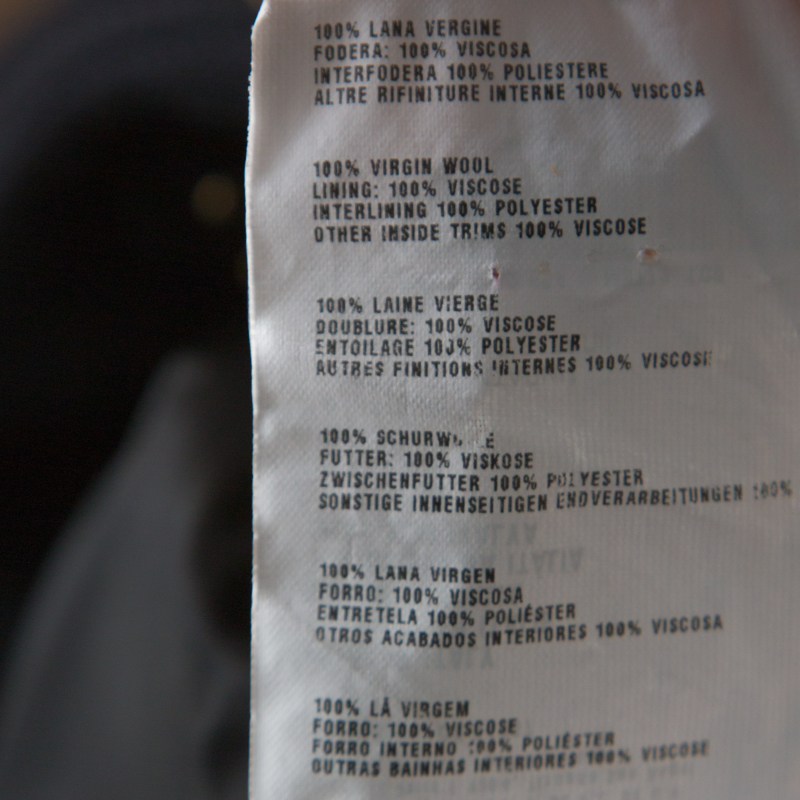 100% LANA VERGINE
FODERA: 100% VISCOSA
INTERFODERA 100% POLIESTERE
ALTRE RIFINITURE INTERNE 100% VISCOSA
100% VIRGIN WOOL
LINING: 100% VISCOSE
INTERLINING 100% POLYESTER
OTHER INSIDE TRIMS 100% VISCOSE
100% LAINE VIERGE
DOUBLURE: 100% VISCOSE
ENTOILAGE 100% POLYESTER
AUTRES FINITIONS INTERNES 100% VISCOSE
100%
FUTTER: 100% VISKOSE
ZWISCHENFUTTER 100% POLYESTER
SONSTIGE INNENSEITIGEN ENDVERARBEITUNGEN 100%
100% LANA VIRGEN
FORRO: 100% VISCOSA
ENTRETELA 100% POLIÉSTER
OTROS ACABADOS INTERIORES 100% VISCOSA
100% LÃ VIRGEM
FORRO: 100% VISCOSE
FORRO INTERNO 100% POLIÉSTER
OUTRAS BAINHAS INTERIORES 100% VISCOSE